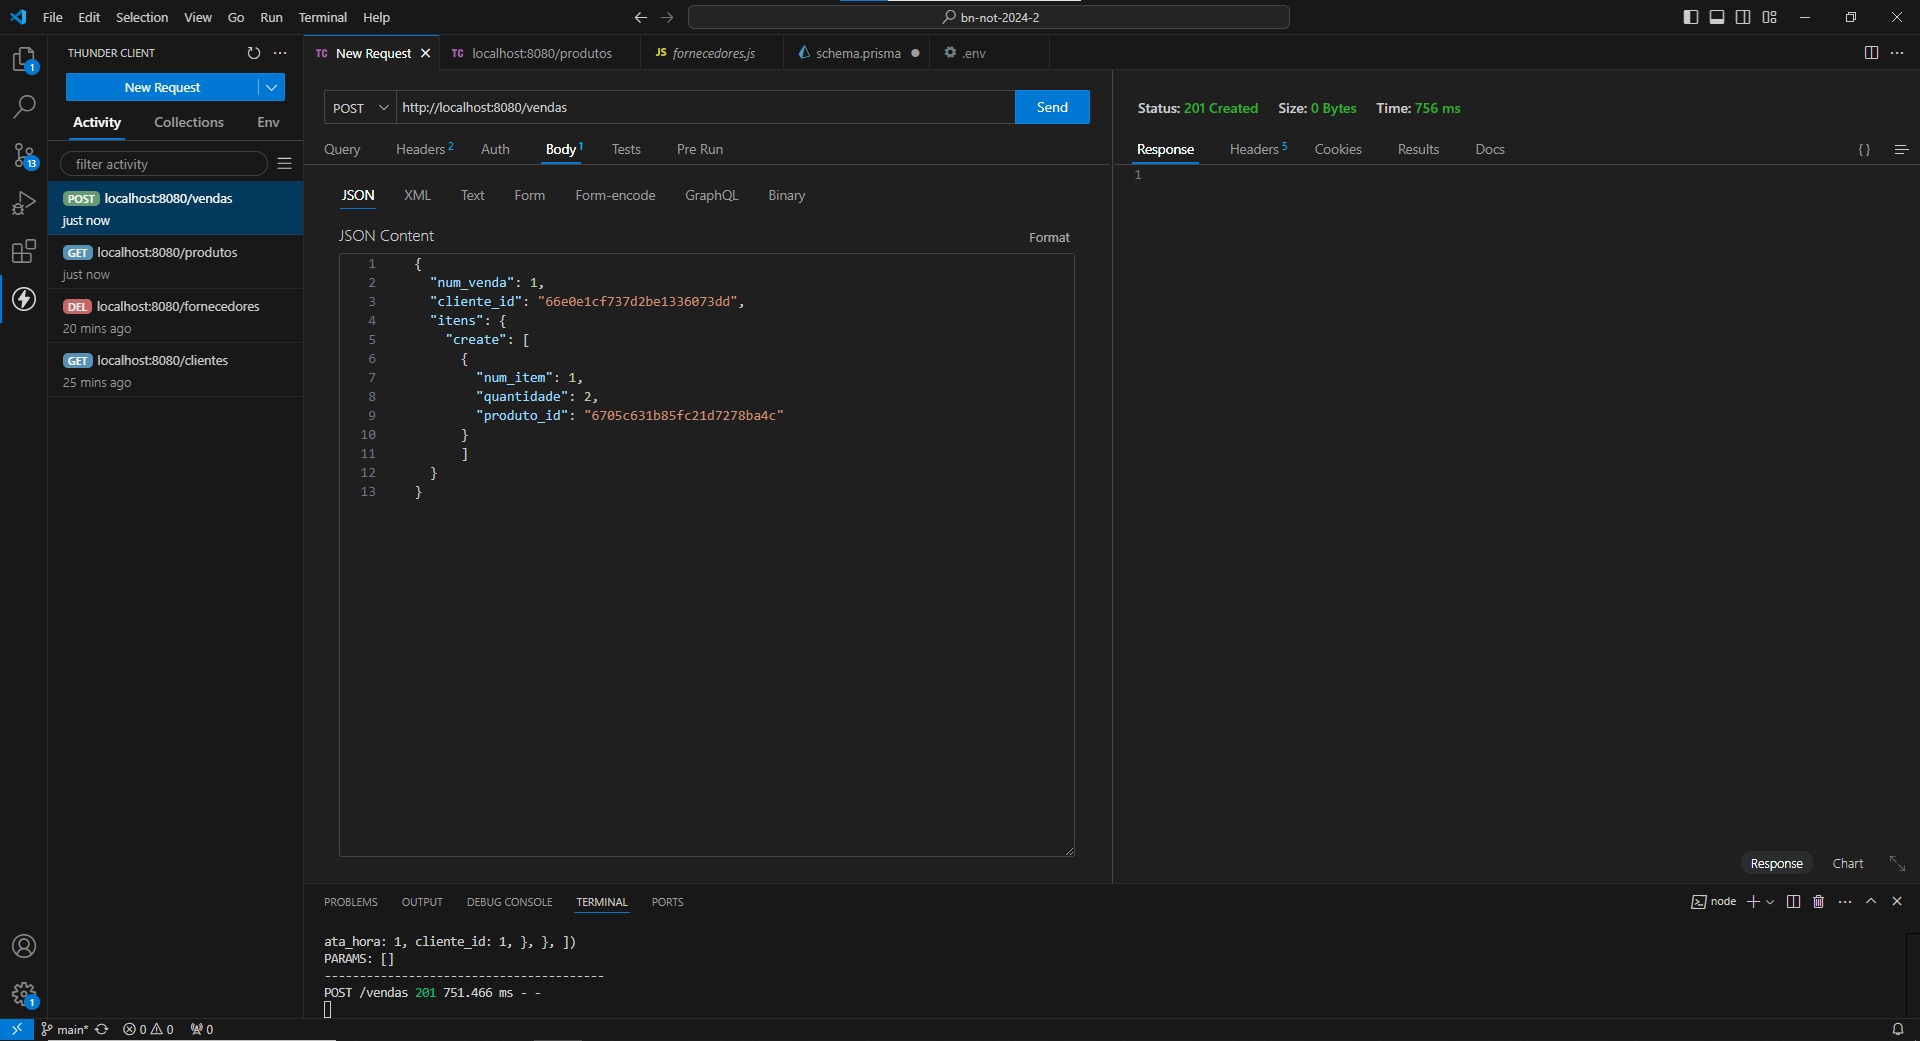 File Edit Selection View Go Run Terminal Help
bn-not-2024-2
THUNDER CLIENT
New Request
Activity Collections Env
filter activity
POST localhost:8080/vendas
just now
GET localhost:8080/produtos
just now
DEL localhost:8080/fornecedores
20 mins ago
GET localhost:8080/clientes
25 mins ago
TC New Request
TC localhost:8080/produtos
JS fornecedores.js
schema.prisma
.env
POST http://localhost:8080/vendas Send
Query Headers 2 Auth Body 1 Tests Pre Run
JSON XML Text Form Form-encode GraphQL Binary
JSON Content
Format
1 {
2 "num_venda": 1,
3 "cliente_id": "66e0e1cf737d2be1336073dd",
4 "itens": {
5 "create": [
6 {
7 "num_item": 1,
8 "quantidade": 2,
9 "produto_id": "6705c631b85fc21d7278ba4c"
10 }
11 ]
12 }
13 }
Status: 201 Created Size: 0 Bytes Time: 756 ms
Response Headers 5 Cookies Results Docs { }
1
Response Chart
PROBLEMS OUTPUT DEBUG CONSOLE TERMINAL PORTS
node
ata_hora: 1, cliente_id: 1, }, }, ])
PARAMS: []
----------------------------------------
POST /vendas 201 751.466 ms - -
1
13
1
main* 0 0 0